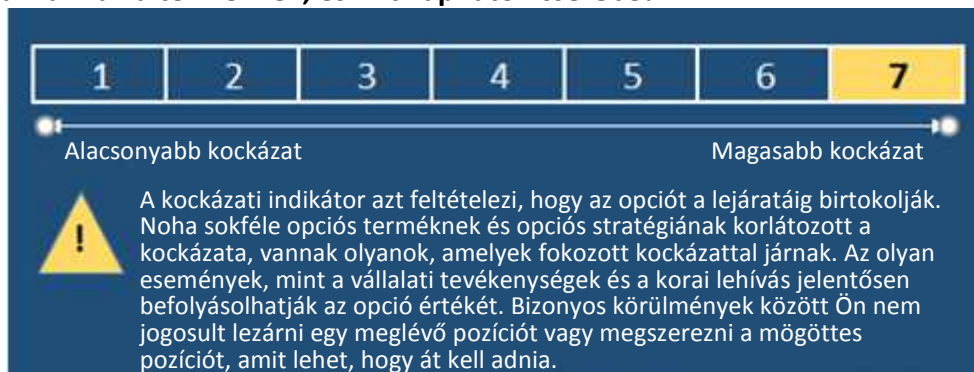 1 2 3 4 5 6 7
Alacsonyabb kockázat Magasabb kockázat
A kockázati indikátor azt feltételezi, hogy az opciót a lejáratáig birtokolják.
Noha sokféle opciós terméknek és opciós stratégiának korlátozott a
kockázata, vannak olyanok, amelyek fokozott kockázattal járnak. Az olyan
események, mint a vállalati tevékenységek és a korai lehívás jelentősen
befolyásolhatják az opció értékét. Bizonyos körülmények között Ön nem
jogosult lezárni egy meglévő pozíciót vagy megszerezni a mögöttes
pozíciót, amit lehet, hogy át kell adnia.